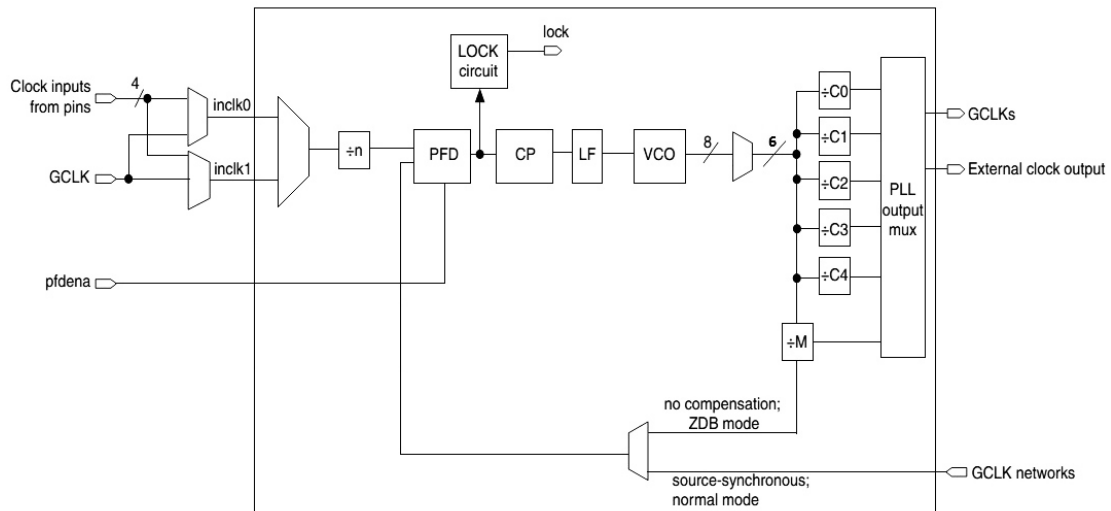 lock
LOCK
circuit
4
Clock inputs
from pins
inclk0
÷n
PFD
CP
LF
VCO
8
6
÷C0
÷C1
÷C2
÷C3
÷C4
PLL
output
mux
GCLKs
External clock output
GCLK
inclk1
pfdena
÷M
no compensation;
ZDB mode
source-synchronous;
normal mode
GCLK networks